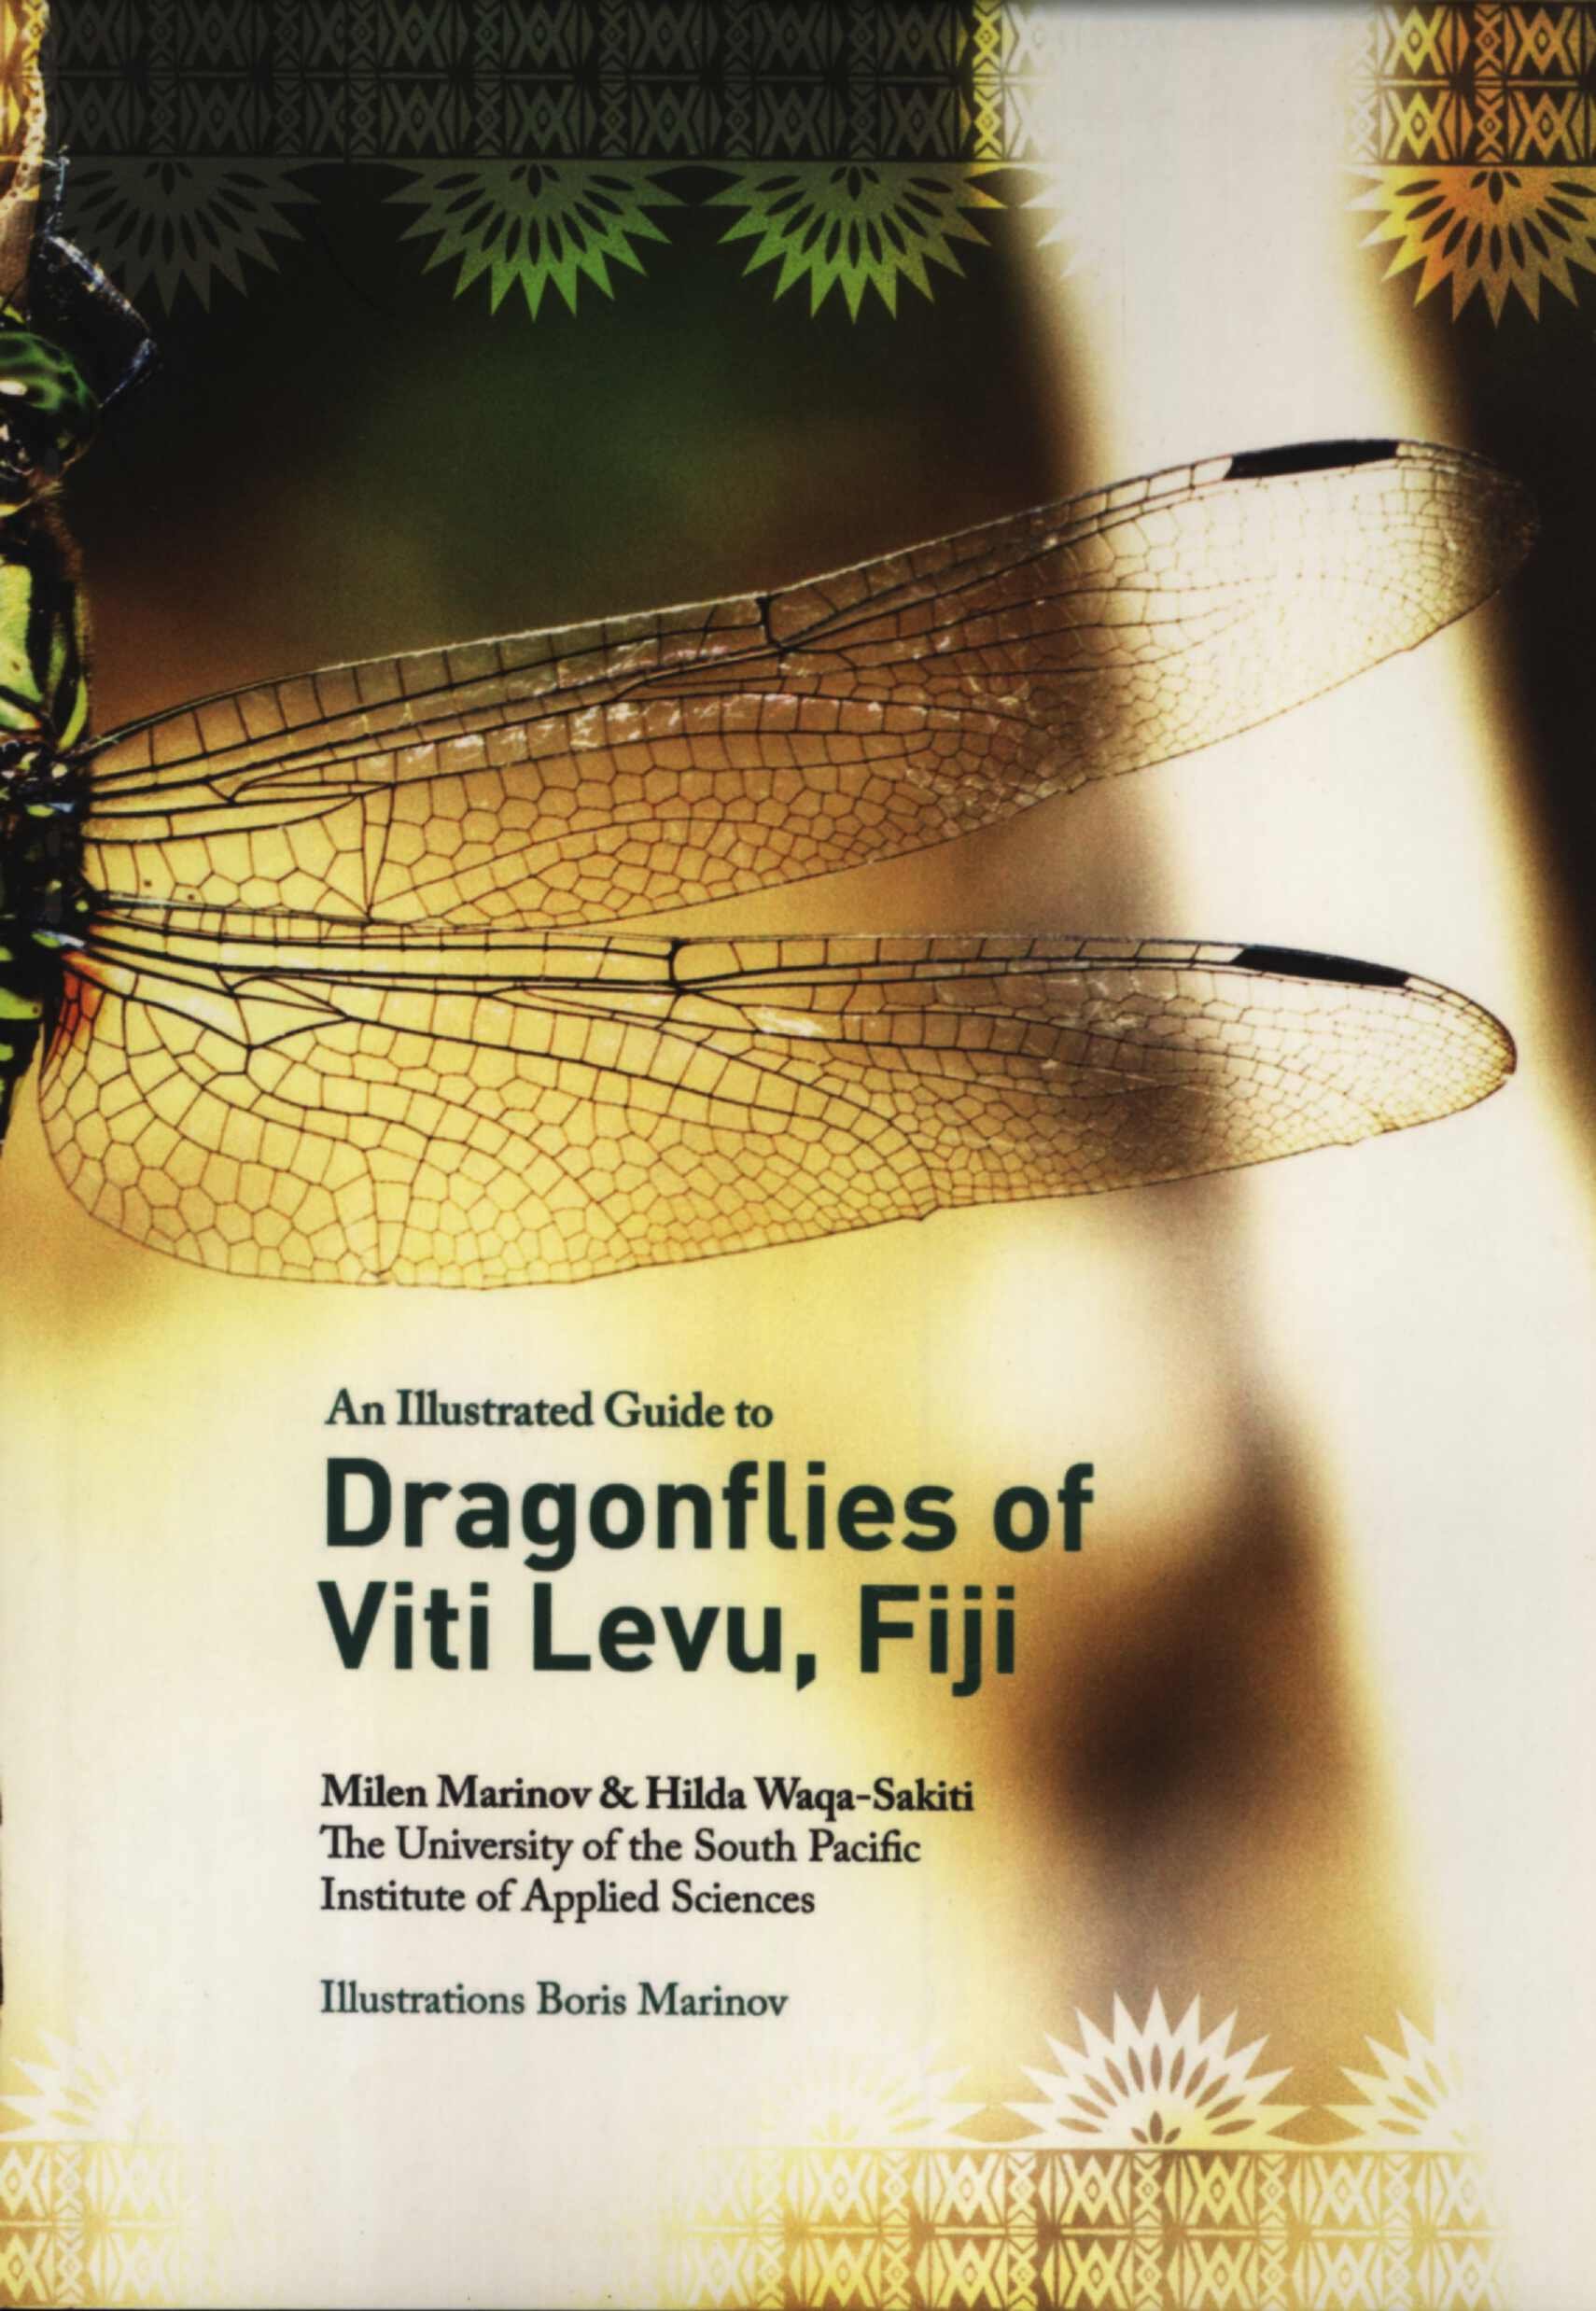 An Illustrated Guide to
Dragonflies of
Viti Levu, Fiji
Milen Marinov & Hilda Waqa-Sakiti
The University of the South Pacific
Institute of Applied Sciences
Illustrations Boris Marinov